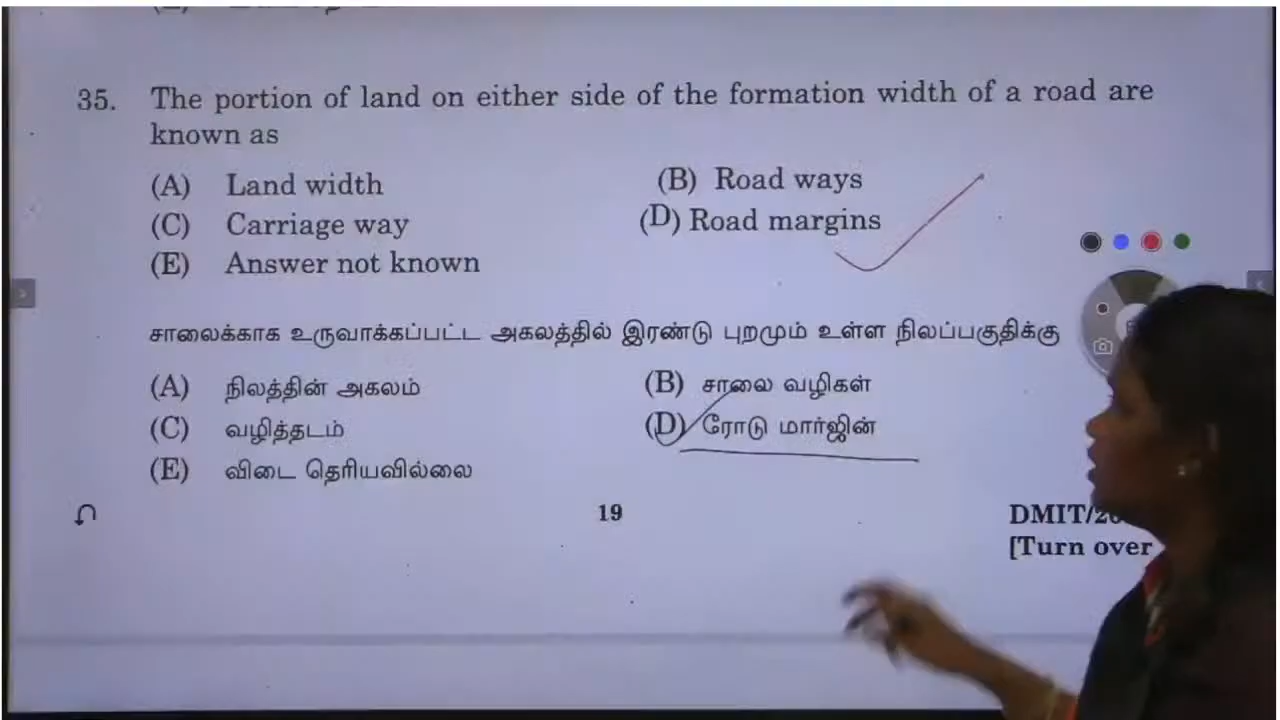 35. The portion of land on either side of the formation width of a road are
known as
(A) Land width (B) Road ways
(C) Carriage way (D) Road margins
(E) Answer not known
சாலைக்காக உருவாக்கப்பட்ட அகலத்தில் இரண்டு புறமும் உள்ள நிலப்பகுதிக்கு
(A) நிலத்தின் அகலம் (B) சாலை வழிகள்
(C) வழித்தடம் (D) ரோடு மார்ஜின்
(E) விடை தெரியவில்லை
19
[Turn over